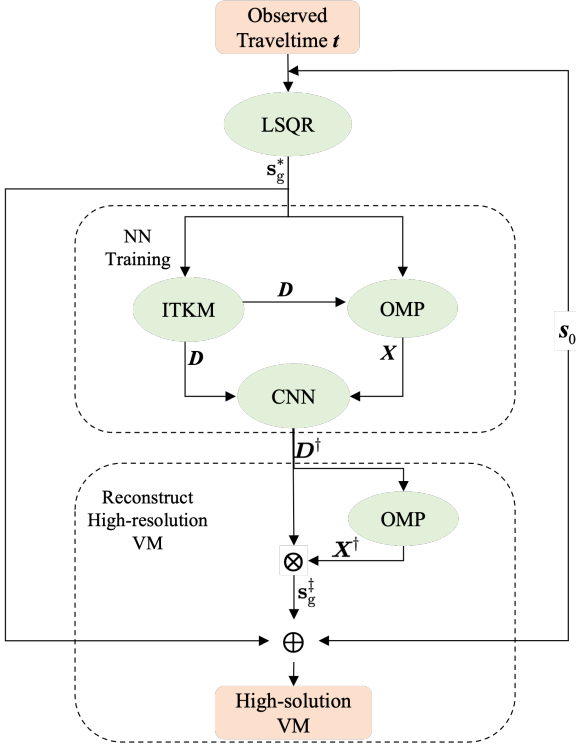 Observed
Traveltime t
LSQR
s*g
NN
Training
ITKM
D
OMP
s0
D
X
CNN
D†
Reconstruct
High-resolution
VM
OMP
X†
⊗
s‡g
⊕
High-solution
VM